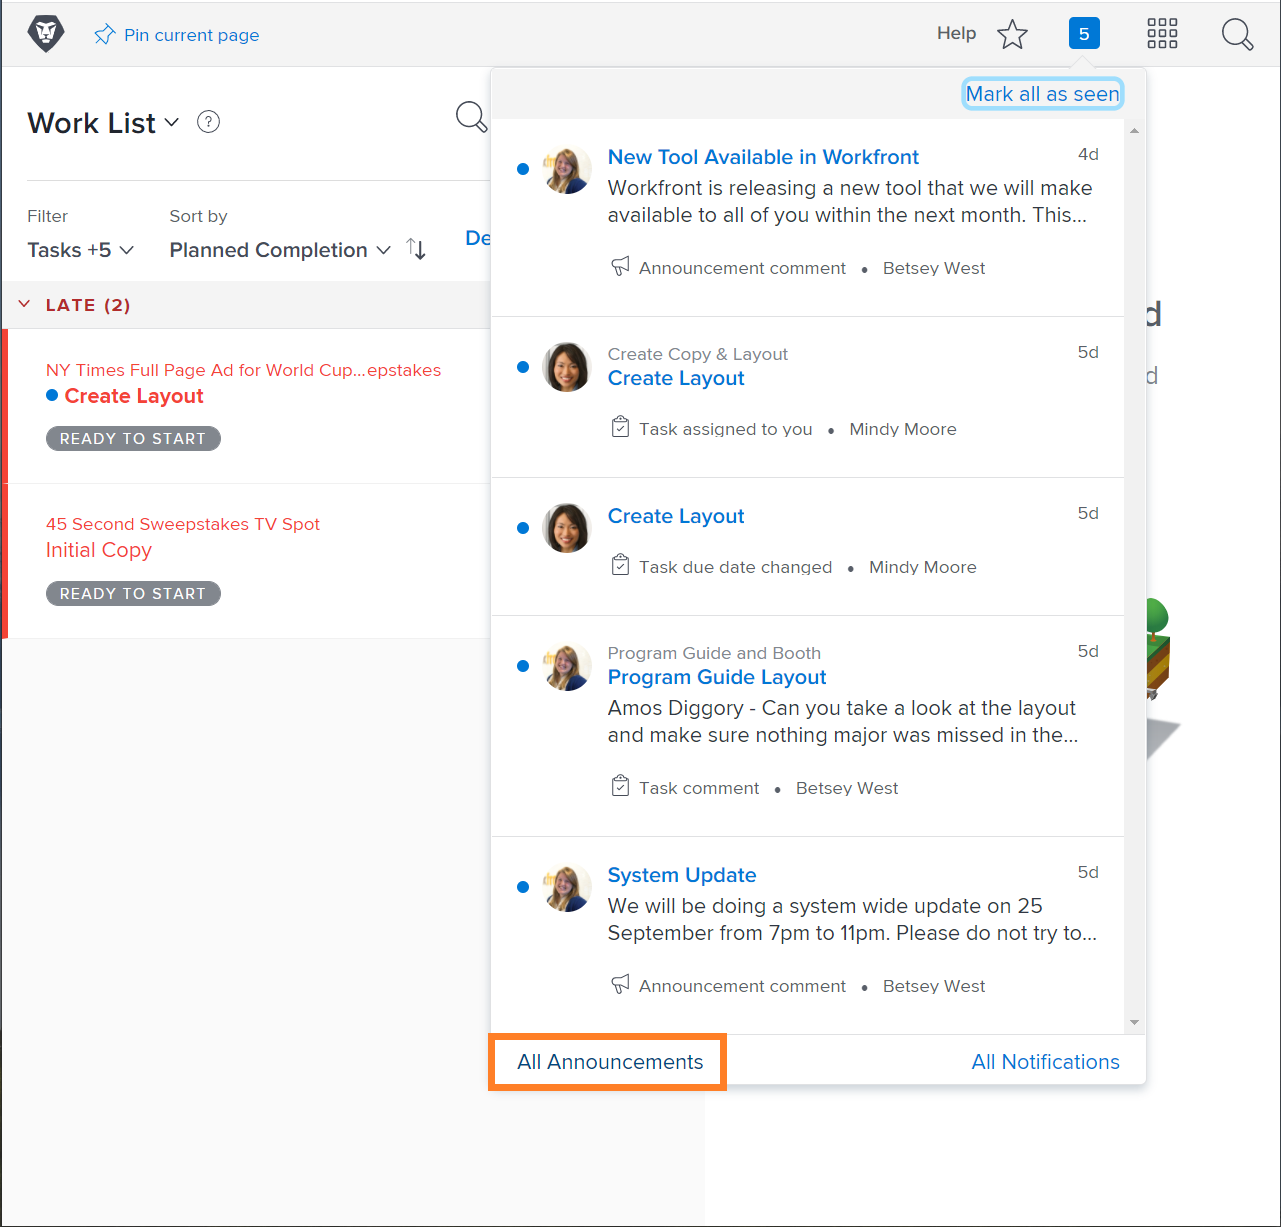 Pin current page
Help
5
Mark all as seen
Work List
?
Filter
Sort by
Tasks +5
Planned Completion
De
LATE (2)
NY Times Full Page Ad for World Cup...epstakes
Create Layout
READY TO START
45 Second Sweepstakes TV Spot
Initial Copy
READY TO START
New Tool Available in Workfront
4d
Workfront is releasing a new tool that we will make
available to all of you within the next month. This...
Announcement comment • Betsey West
Create Copy & Layout
5d
Create Layout
Task assigned to you • Mindy Moore
Create Layout
5d
Task due date changed • Mindy Moore
Program Guide and Booth
5d
Program Guide Layout
Amos Diggory - Can you take a look at the layout
and make sure nothing major was missed in the...
Task comment • Betsey West
System Update
5d
We will be doing a system wide update on 25
September from 7pm to 11pm. Please do not try to...
Announcement comment • Betsey West
All Announcements
All Notifications
d
d